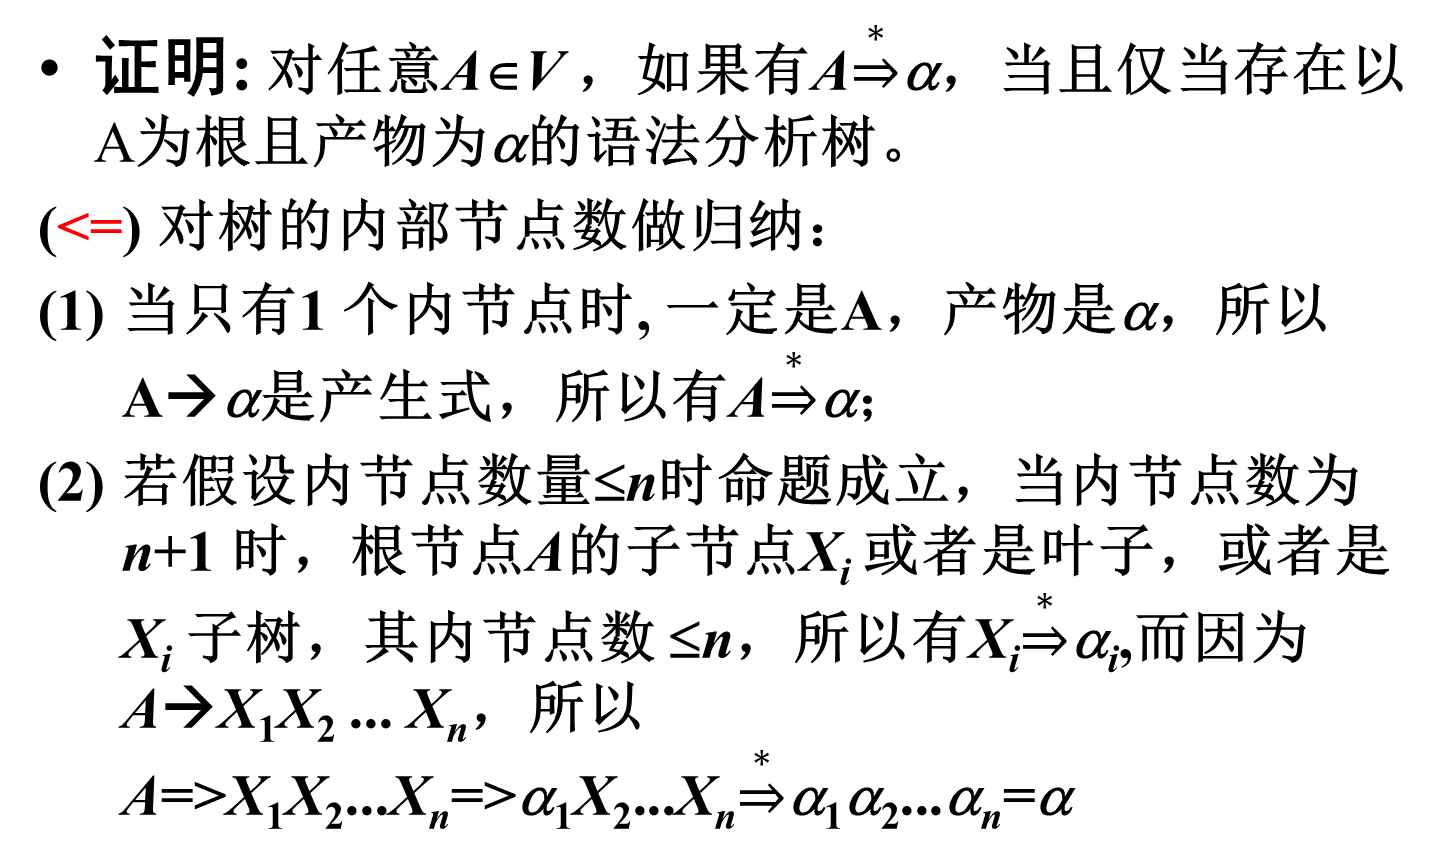 • 证明: 对任意A∈V ，如果有A⇒*α，当且仅当存在以
A为根且产物为α的语法分析树。
(<=) 对树的内部节点数做归纳：
(1) 当只有1 个内节点时, 一定是A，产物是α，所以
A→α是产生式，所以有A⇒*α；
(2) 若假设内节点数量≤n时命题成立，当内节点数为
n+1 时，根节点A的子节点Xi 或者是叶子，或者是
Xi 子树，其内节点数 ≤n，所以有Xi⇒*αi,而因为
A→X1X2 ... Xn，所以
A=>X1X2...Xn=>α1X2...Xn⇒*α1α2...αn=α